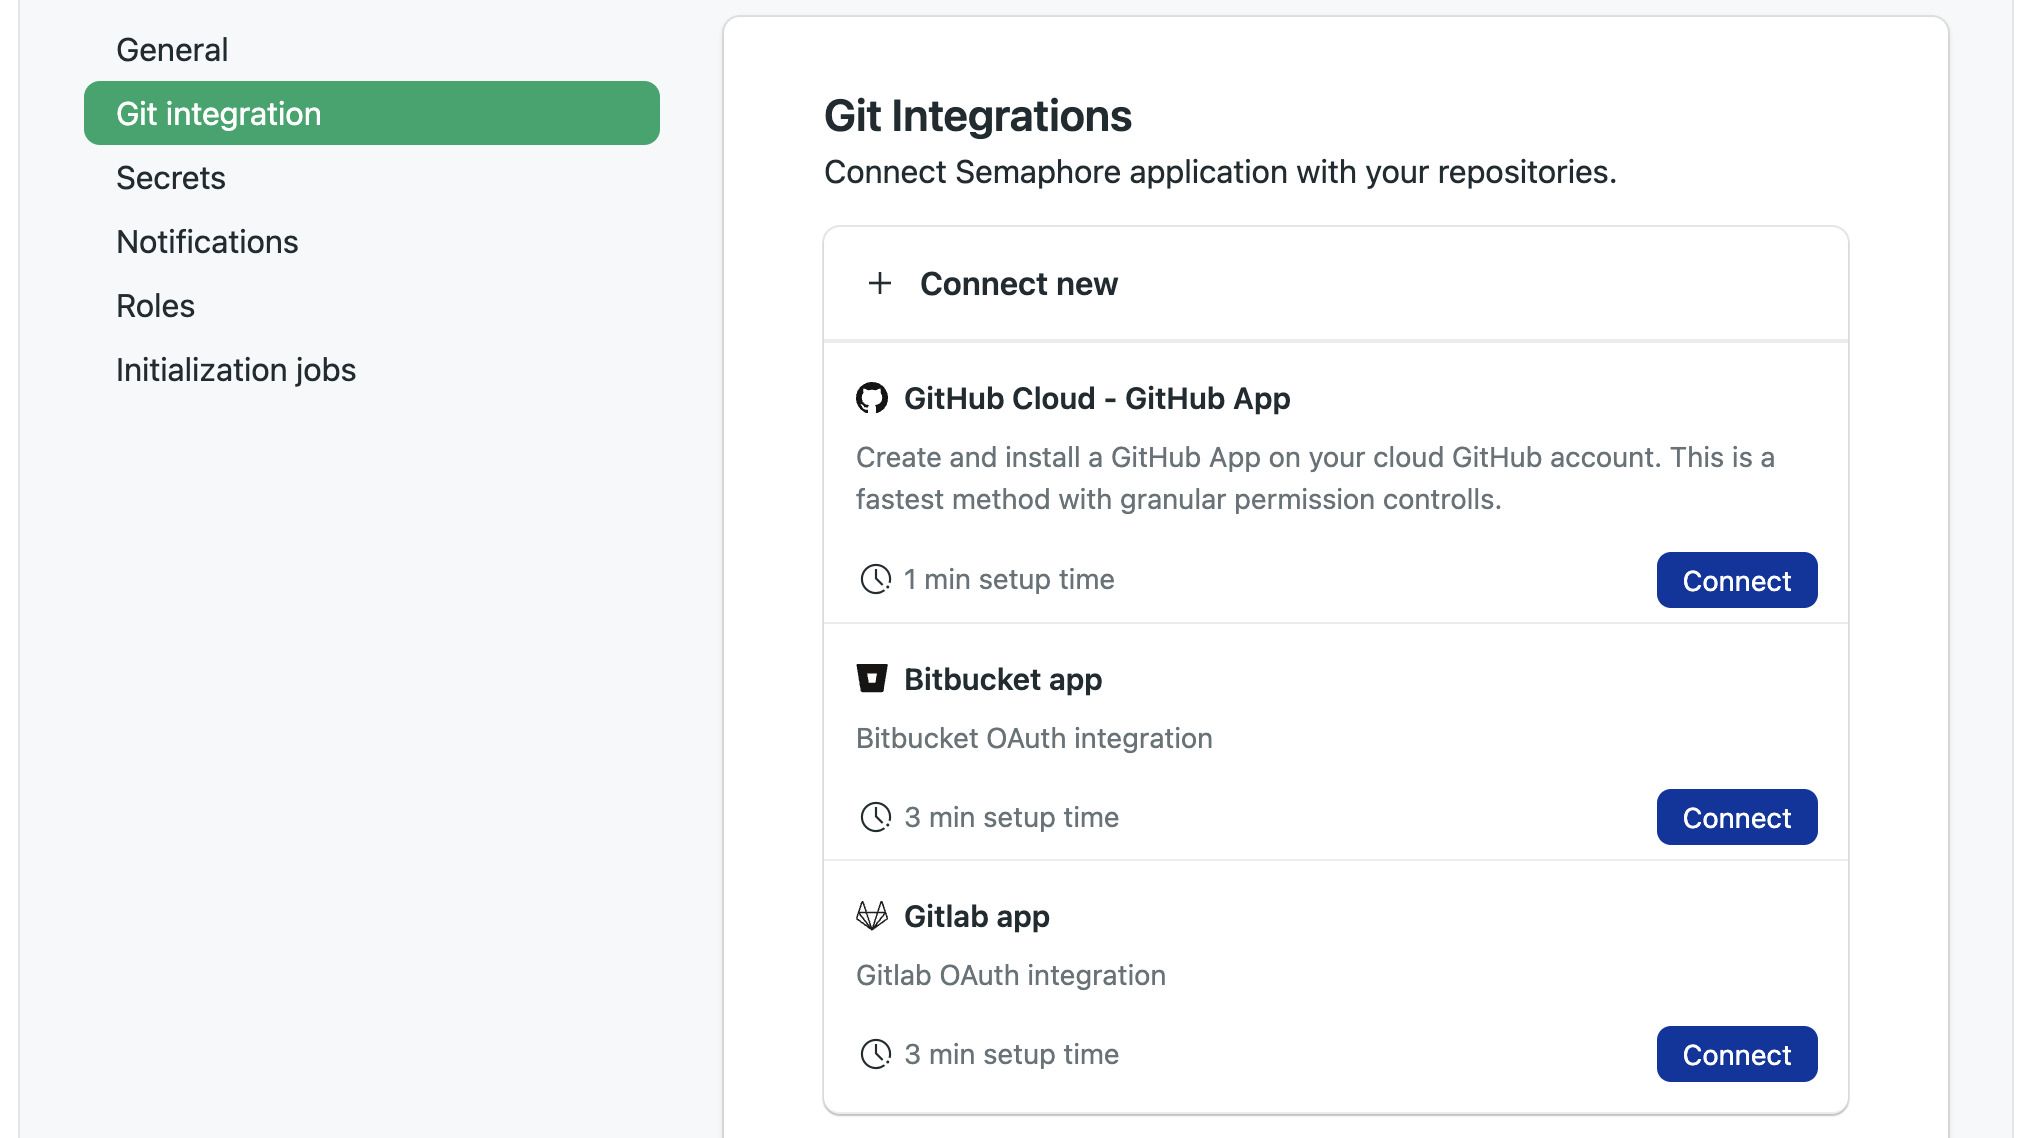 General
Git integration
Secrets
Notifications
Roles
Initialization jobs
Git Integrations
Connect Semaphore application with your repositories.
+ Connect new
GitHub Cloud - GitHub App
Create and install a GitHub App on your cloud GitHub account. This is a
fastest method with granular permission controlls.
1 min setup time
Connect
Bitbucket app
Bitbucket OAuth integration
3 min setup time
Connect
Gitlab app
Gitlab OAuth integration
3 min setup time
Connect